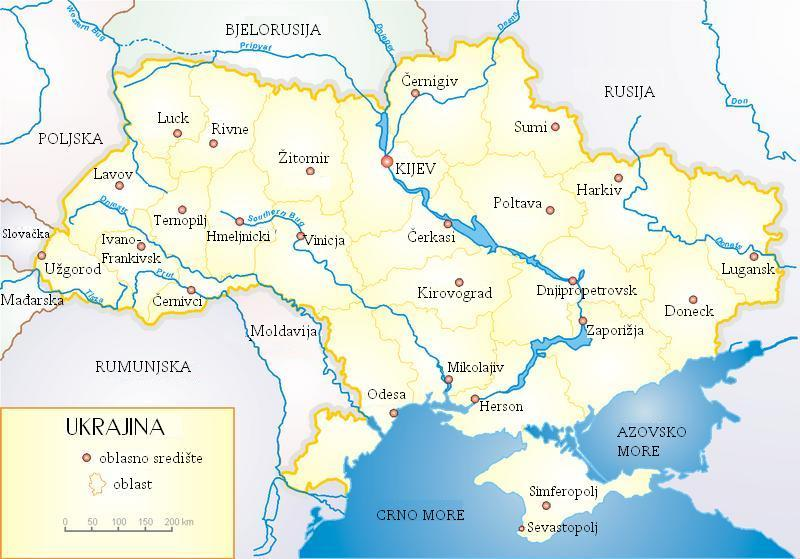 Western Bug
BJELORUSIJA
Pripyat
Dnieper
Desna
RUSIJA
Don
Černigiv
Luck
Rivne
Sumi
POLJSKA
Žitomir
KIJEV
Lavov
Harkiv
Dniestr
Ternopilj
Southern Bug
Poltava
Slovačka
Ivano-
Frankivsk
Hmeljnicki
Vinicja
Čerkasi
Donets
Užgorod
Prut
Lugansk
Mađarska
Tisza
Černivci
Kirovograd
Dnjipropetrovsk
Doneck
Moldavija
Zaporižja
RUMUNJSKA
Mikolajiv
Odesa
Herson
UKRAJINA
AZOVSKO
MORE
oblasno središte
oblast
Simferopolj
CRNO MORE
Sevastopolj
0 50 100 150 200 km